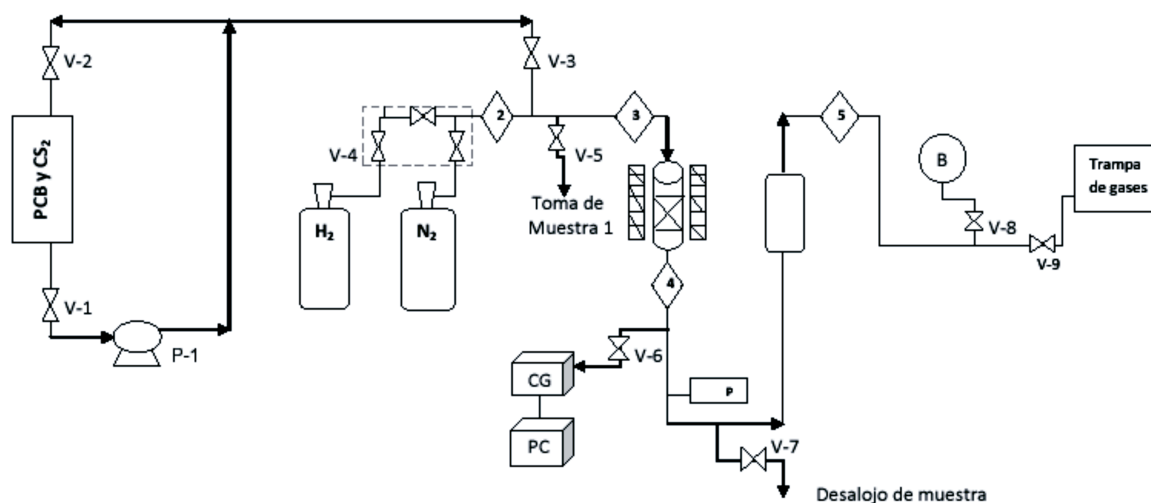 V-2
V-3
PCB y CS₂
V-1
P-1
V-4
H₂
N₂
2
V-5
Toma de
Muestra 1
3
4
V-6
CG
PC
P
V-7
Desalojo de muestra
5
B
V-8
V-9
Trampa
de gases